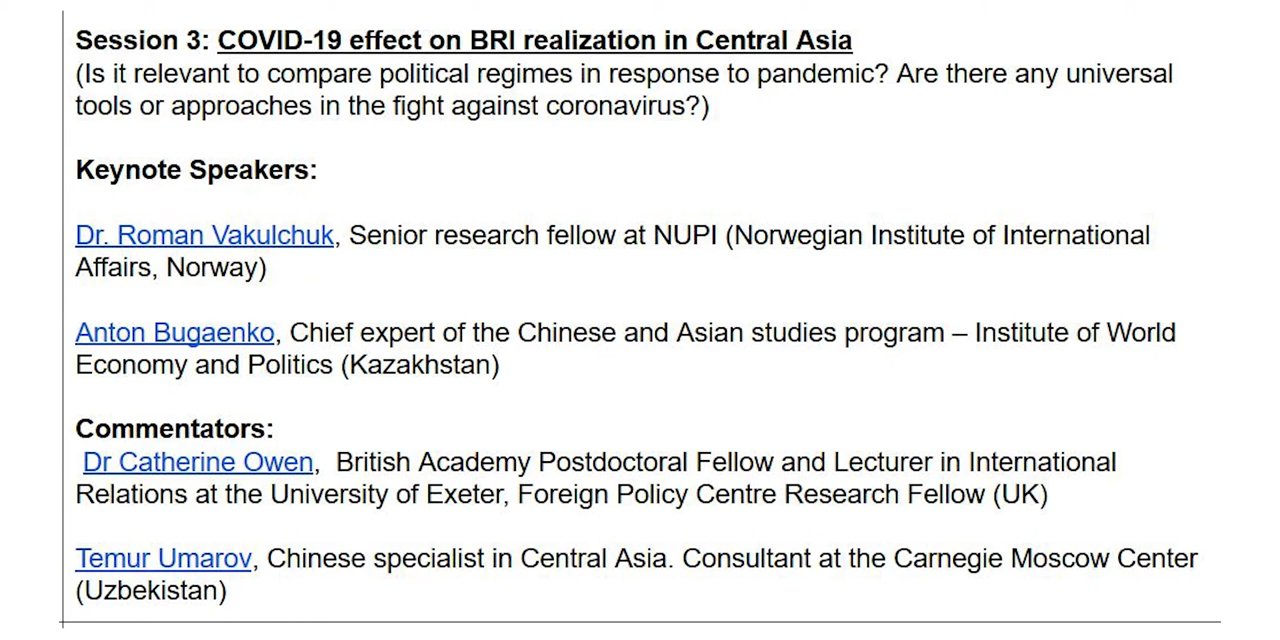 Session 3: COVID-19 effect on BRI realization in Central Asia
(Is it relevant to compare political regimes in response to pandemic? Are there any universal
tools or approaches in the fight against coronavirus?)
Keynote Speakers:
Dr. Roman Vakulchuk, Senior research fellow at NUPI (Norwegian Institute of International
Affairs, Norway)
Anton Bugaenko, Chief expert of the Chinese and Asian studies program – Institute of World
Economy and Politics (Kazakhstan)
Commentators:
Dr Catherine Owen, British Academy Postdoctoral Fellow and Lecturer in International
Relations at the University of Exeter, Foreign Policy Centre Research Fellow (UK)
Temur Umarov, Chinese specialist in Central Asia. Consultant at the Carnegie Moscow Center
(Uzbekistan)